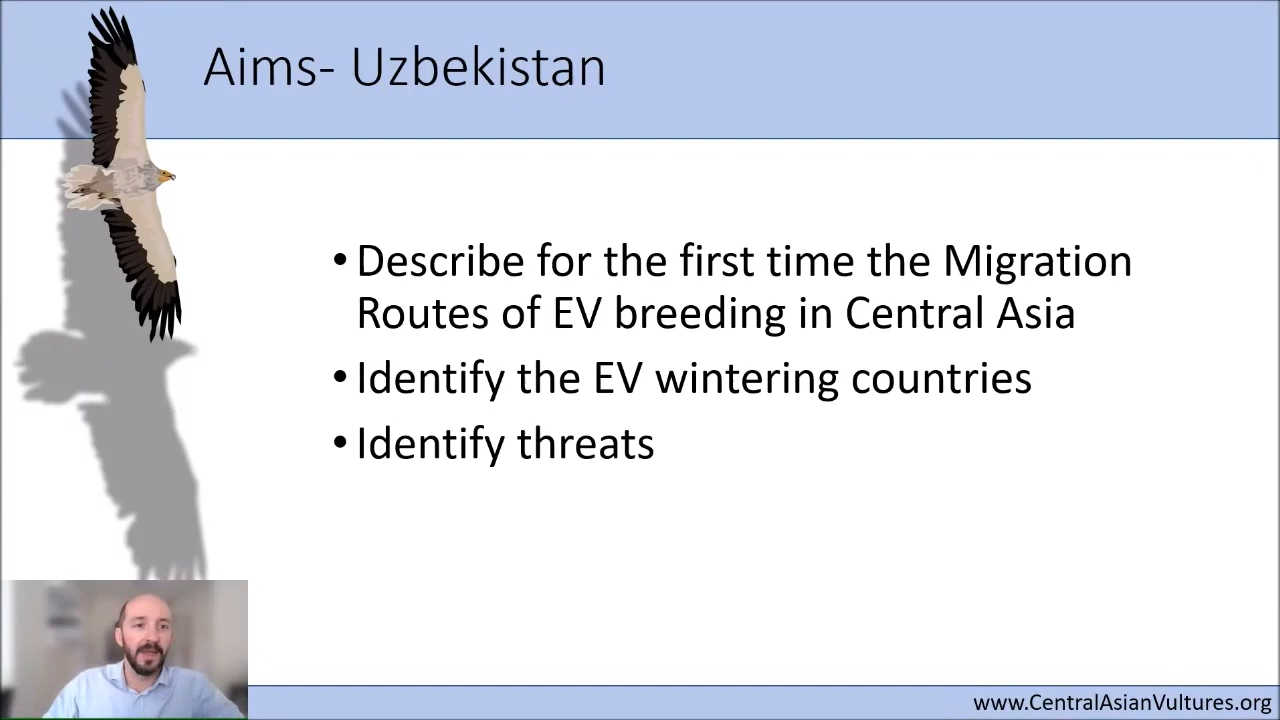 Aims- Uzbekistan
• Describe for the first time the Migration
Routes of EV breeding in Central Asia
• Identify the EV wintering countries
• Identify threats
www.CentralAsianVultures.org